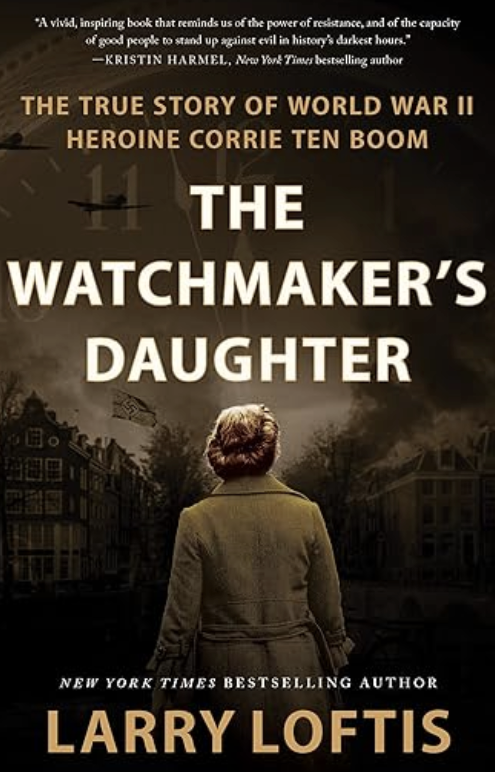 "A vivid, inspiring book that reminds us of the power of resistance, and of the capacity
of good people to stand up against evil in history's darkest hours."
—KRISTIN HARMEL, New York Times bestselling author
THE TRUE STORY OF WORLD WAR II
HEROINE CORRIE TEN BOOM
11
1
THE
WATCHMAKER'S
DAUGHTER
NEW YORK TIMES BESTSELLING AUTHOR
LARRY LOFTIS